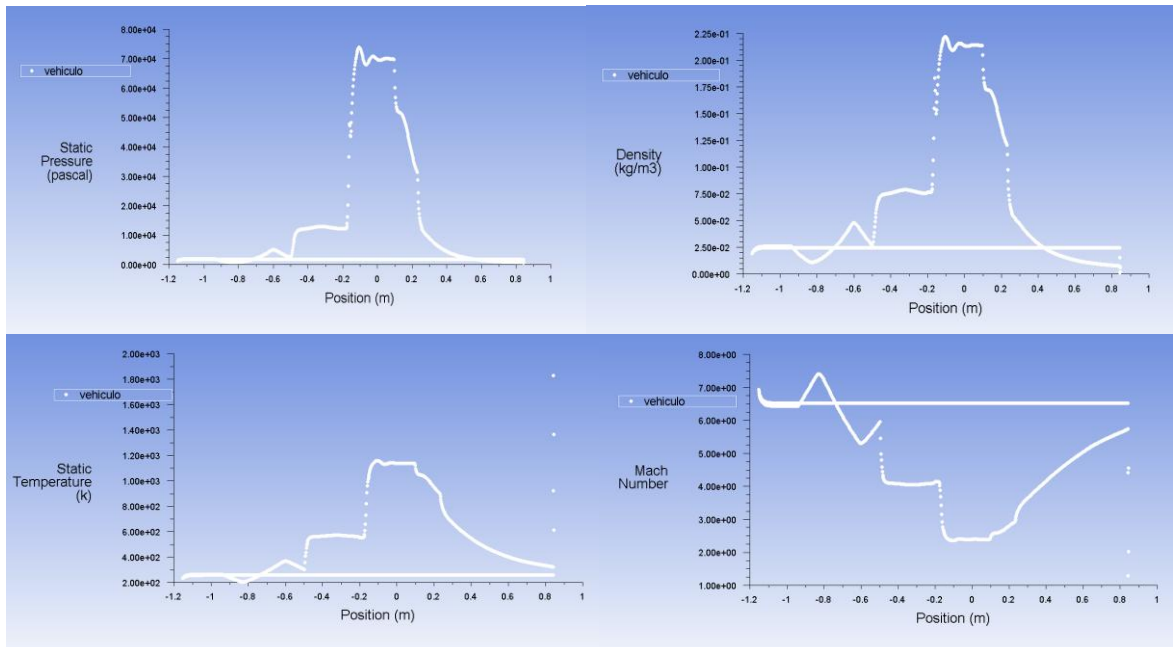 8.00e+04
vehiculo
7.00e+04
6.00e+04
5.00e+04
Static
Pressure
(pascal)
4.00e+04
3.00e+04
2.00e+04
1.00e+04
0.00e+00
-1.2 -1 -0.8 -0.6 -0.4 -0.2 0 0.2 0.4 0.6 0.8 1
Position (m)
2.25e-01
vehiculo
2.00e-01
1.75e-01
1.50e-01
1.25e-01
Density
(kg/m3)
1.00e-01
7.50e-02
5.00e-02
2.50e-02
0.00e+00
-1.2 -1 -0.8 -0.6 -0.4 -0.2 0 0.2 0.4 0.6 0.8 1
Position (m)
2.00e+03
vehiculo
1.80e+03
1.60e+03
1.40e+03
1.20e+03
Static
Temperature
(k)
1.00e+03
8.00e+02
6.00e+02
4.00e+02
2.00e+02
-1.2 -1 -0.8 -0.6 -0.4 -0.2 0 0.2 0.4 0.6 0.8 1
Position (m)
8.00e+00
vehiculo
7.00e+00
6.00e+00
5.00e+00
Mach
Number
4.00e+00
3.00e+00
2.00e+00
1.00e+00
-1.2 -1 -0.8 -0.6 -0.4 -0.2 0 0.2 0.4 0.6 0.8 1
Position (m)